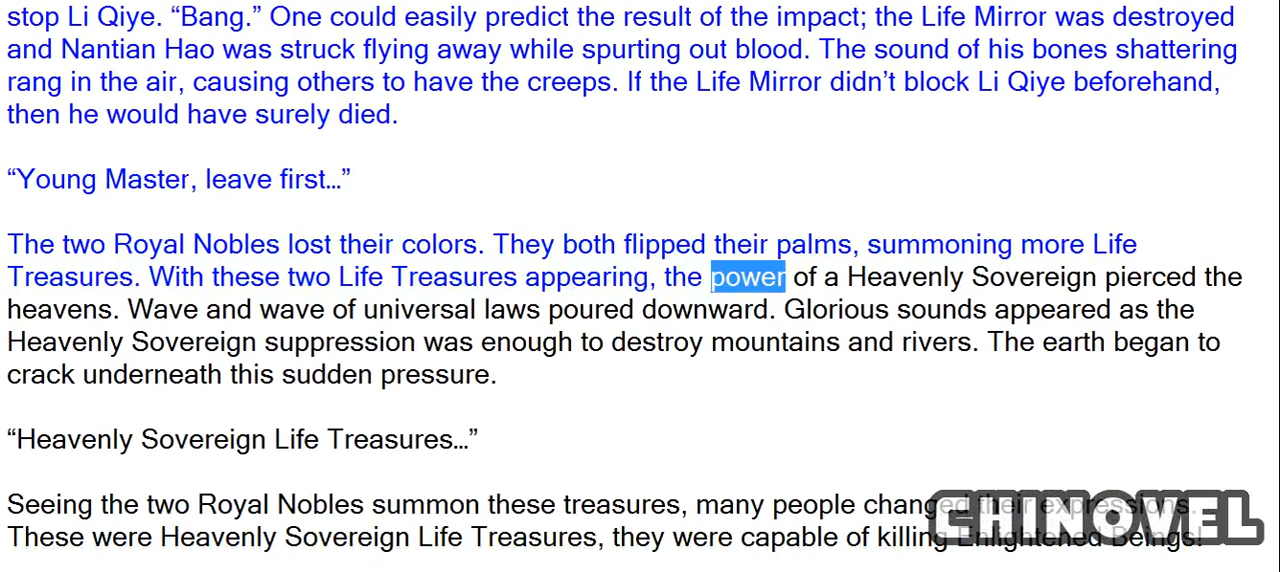 stop Li Qiye. “Bang.” One could easily predict the result of the impact; the Life Mirror was destroyed
and Nantian Hao was struck flying away while spurting out blood. The sound of his bones shattering
rang in the air, causing others to have the creeps. If the Life Mirror didn’t block Li Qiye beforehand,
then he would have surely died.
“Young Master, leave first…”
The two Royal Nobles lost their colors. They both flipped their palms, summoning more Life
Treasures. With these two Life Treasures appearing, the power of a Heavenly Sovereign pierced the
heavens. Wave and wave of universal laws poured downward. Glorious sounds appeared as the
Heavenly Sovereign suppression was enough to destroy mountains and rivers. The earth began to
crack underneath this sudden pressure.
“Heavenly Sovereign Life Treasures…”
Seeing the two Royal Nobles summon these treasures, many people changed their expressions.
These were Heavenly Sovereign Life Treasures, they were capable of killing Enlightened Beings!
CHINOVEL